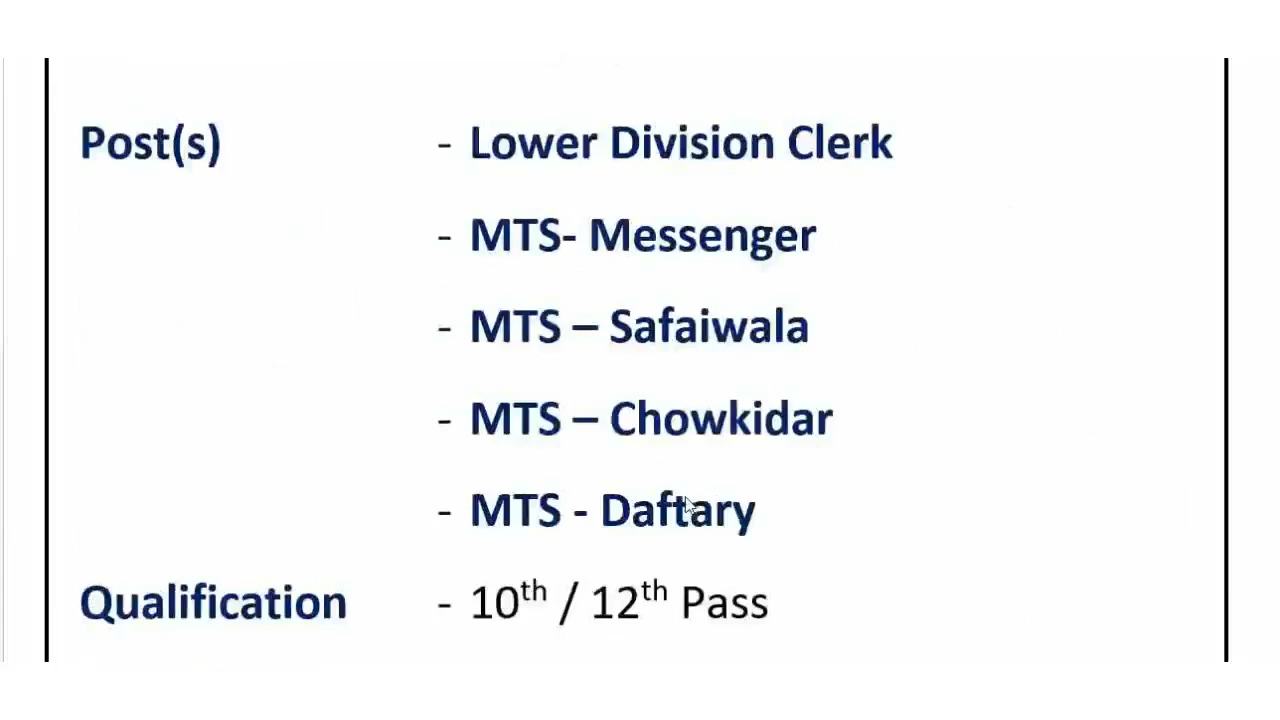 Post(s) - Lower Division Clerk
- MTS- Messenger
- MTS – Safaiwala
- MTS – Chowkidar
- MTS - Daftary
Qualification - 10th / 12th Pass